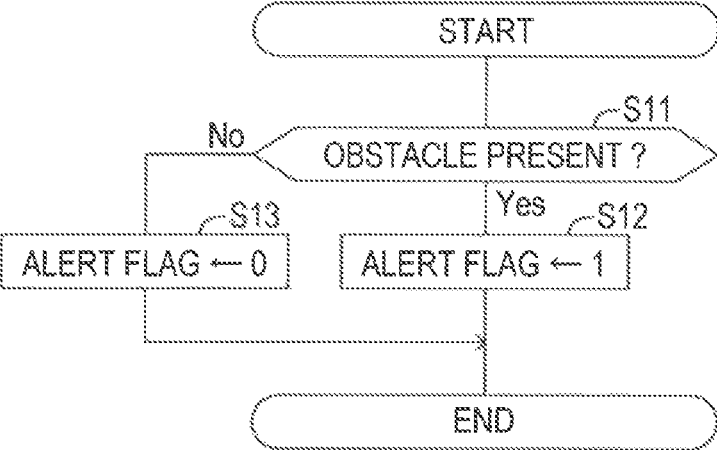 START
S11
No
OBSTACLE PRESENT ?
Yes
S13
S12
ALERT FLAG ← 0
ALERT FLAG ← 1
END